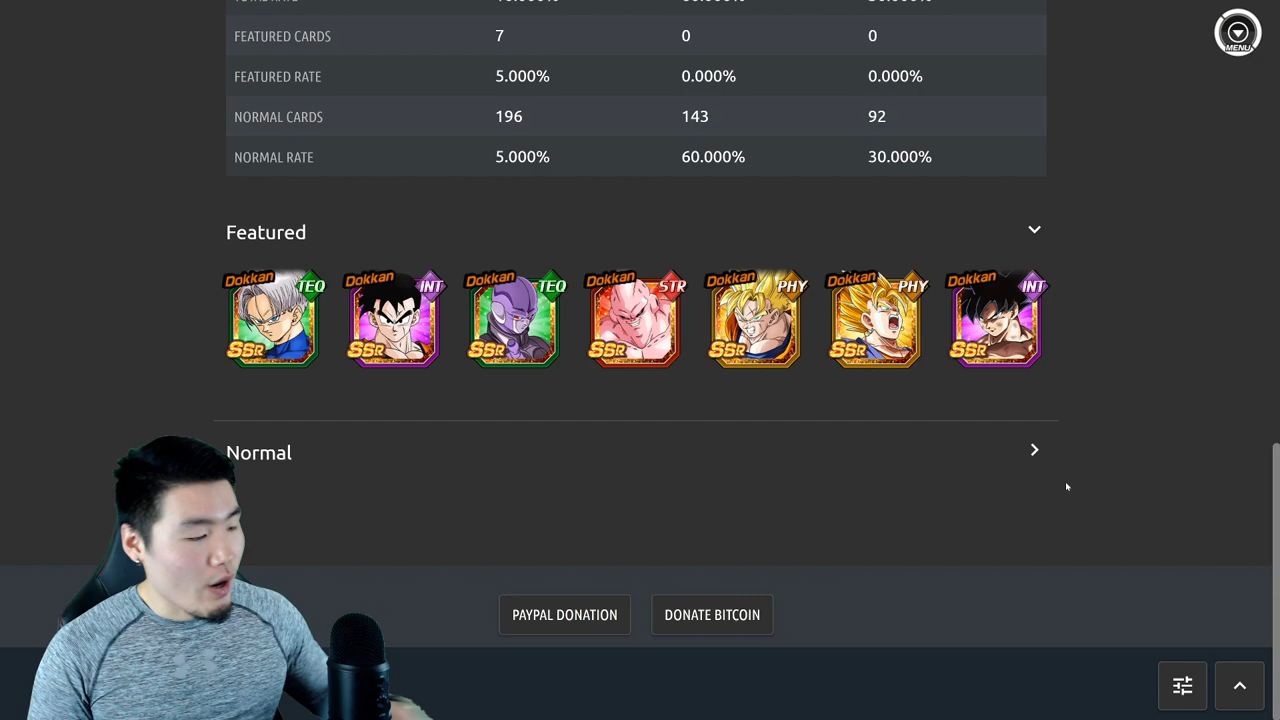 MENU
FEATURED CARDS 7 0 0
FEATURED RATE 5.000% 0.000% 0.000%
NORMAL CARDS 196 143 92
NORMAL RATE 5.000% 60.000% 30.000%
Featured
Dokkan TEQ Dokkan INT Dokkan TEQ Dokkan STR Dokkan PHY Dokkan PHY Dokkan INT
SSR SSR SSR SSR SSR SSR SSR
Normal
PAYPAL DONATION DONATE BITCOIN